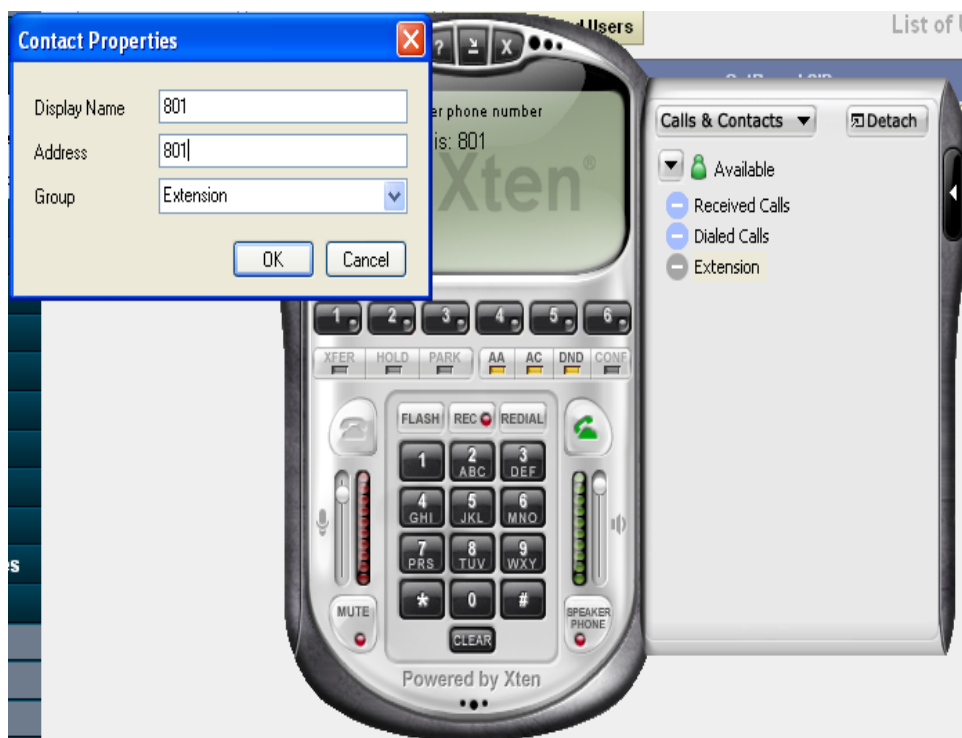 Contact Properties
Display Name 801
Address 801
Group Extension
OK Cancel
Users
List of
? X
phone number
is: 801
Xten®
Calls & Contacts Detach
Available
Received Calls
Dialed Calls
Extension
1 2 3 4 5 6
XFER HOLD PARK AA AC DND CONF
FLASH REC REDIAL
1 2 3
ABC DEF
4 5 6
GHI JKL MNO
7 8 9
PRS TUV WXY
* 0 #
MUTE
SPEAKER
PHONE
CLEAR
Powered by Xten